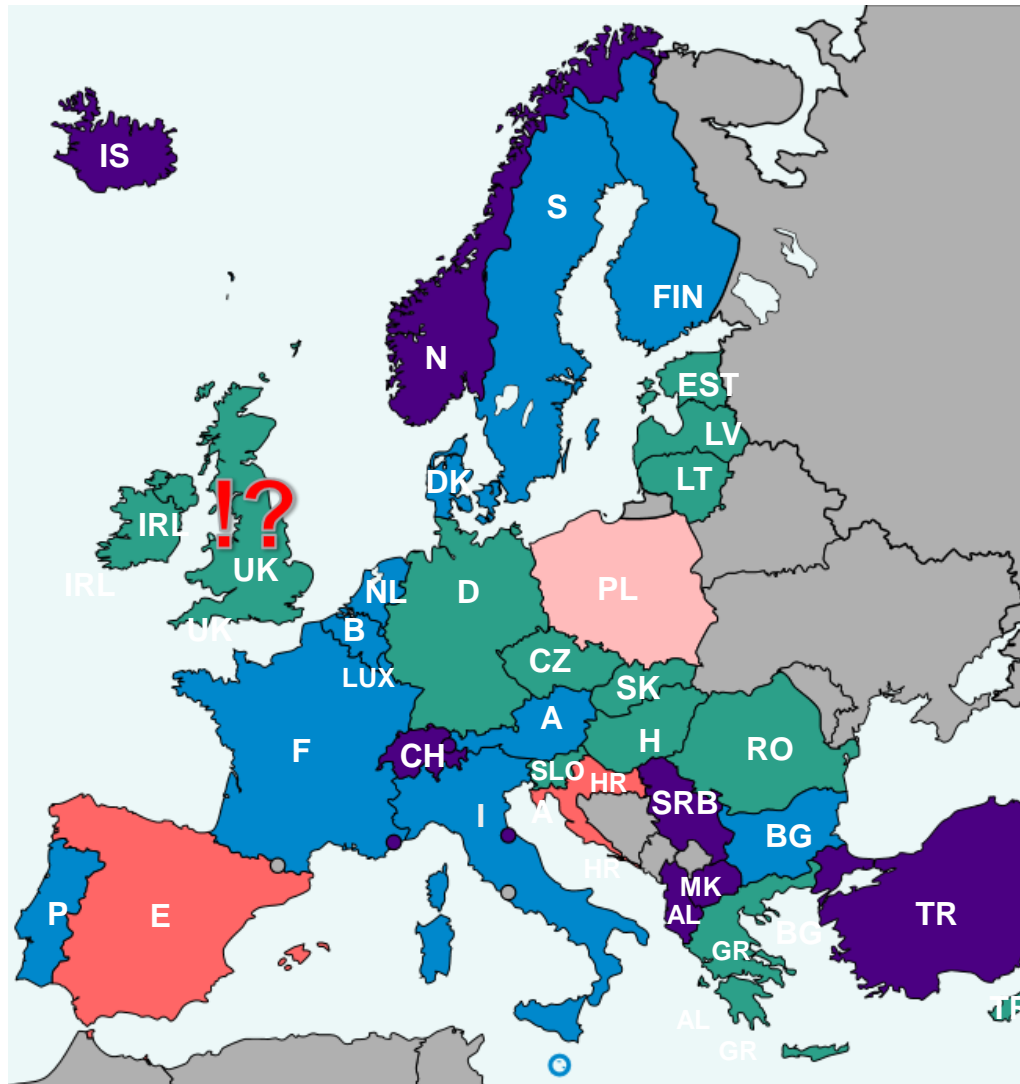 IS
S
FIN
N
EST
LV
LT
DK
!?
IRL
UK
IRL
UK
NL
D
PL
B
LUX
CZ
SK
A
F
CH
H
RO
SLO
HR
A
I
SRB
BG
HR
MK
AL
P
E
TR
BG
GR
AL
GR
TR